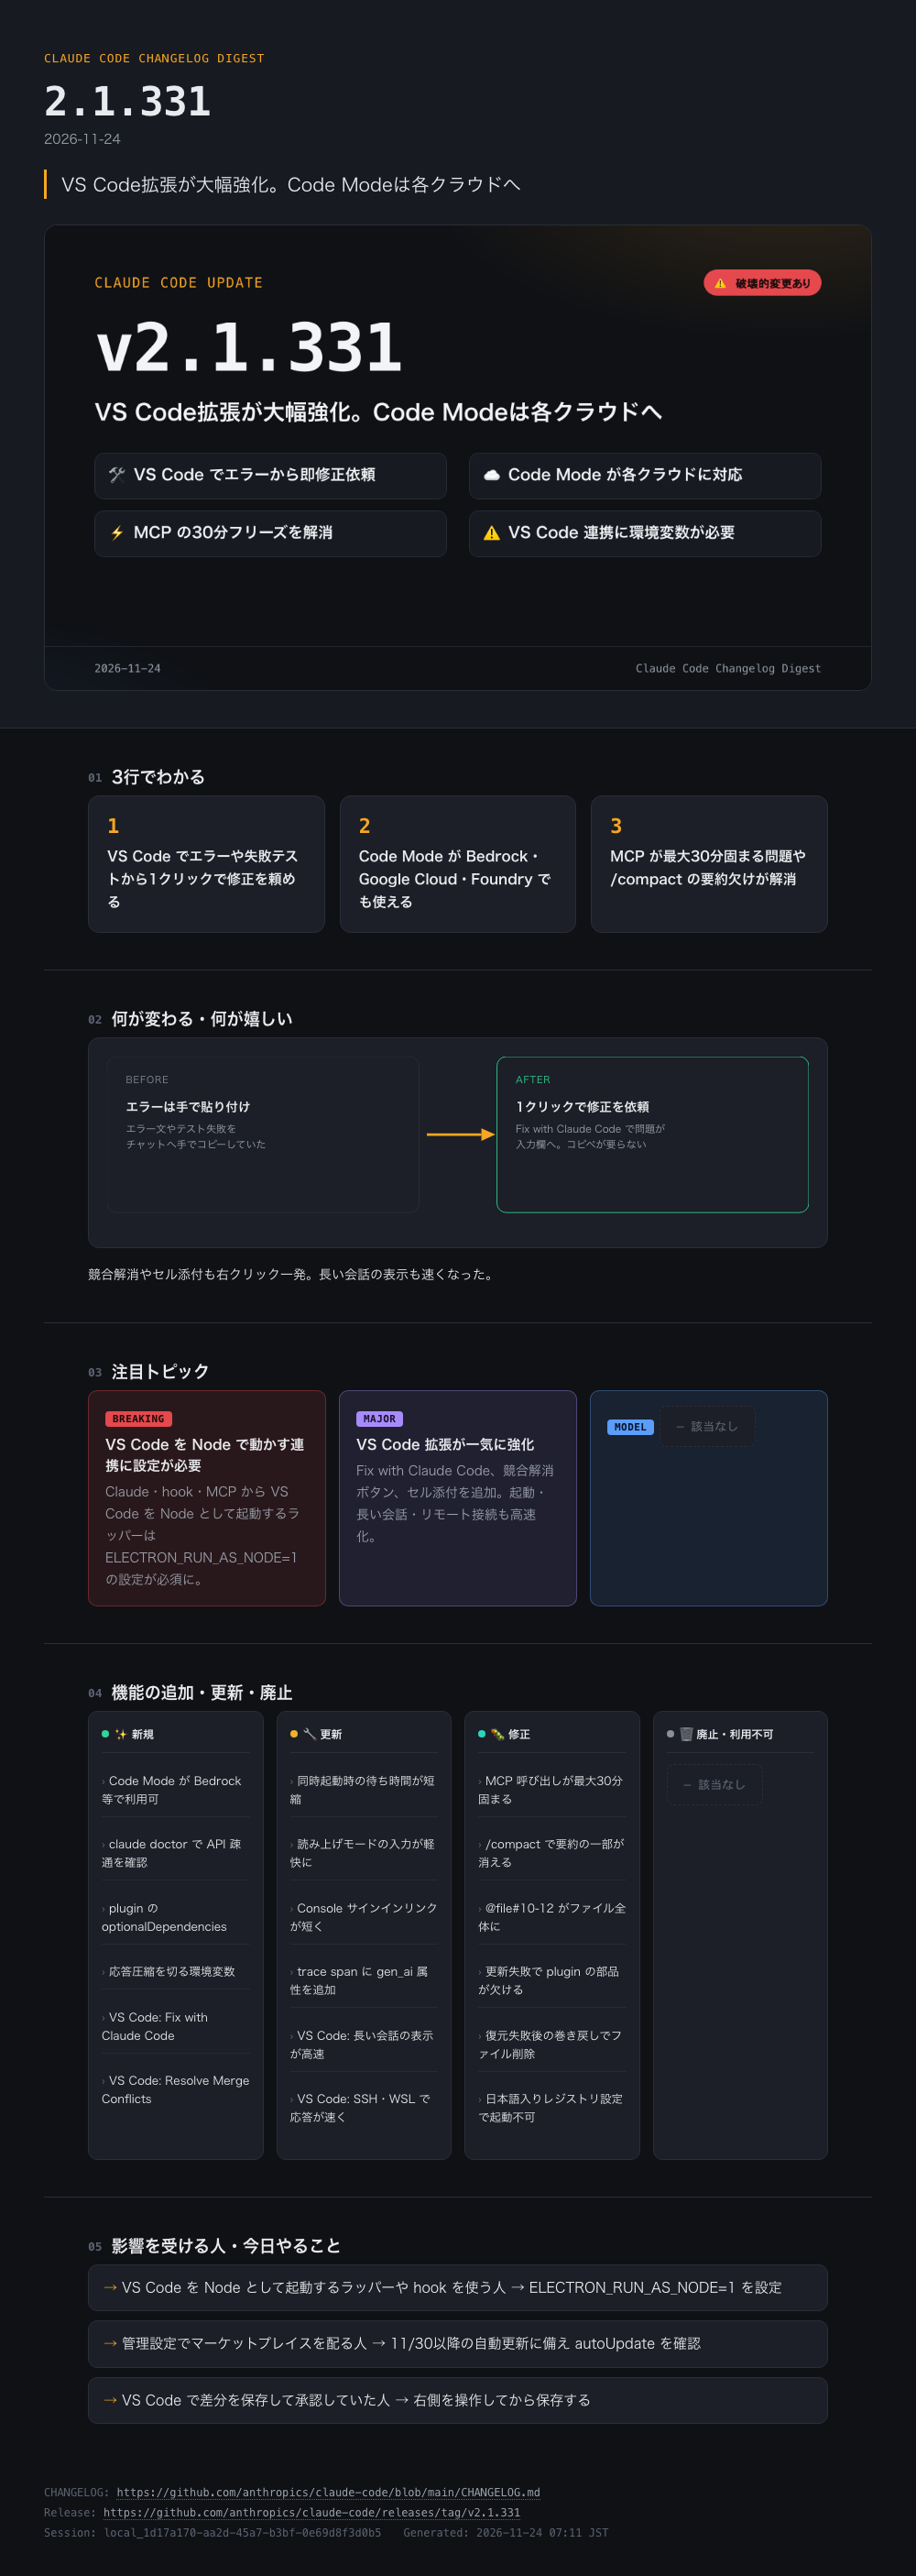 CLAUDE CODE CHANGELOG DIGEST
2.1.331
2026-11-24
VS Code拡張が大幅強化。Code Modeは各クラウドへ
CLAUDE CODE UPDATE
⚠️ 破壊的変更あり
v2.1.331
VS Code拡張が大幅強化。Code Modeは各クラウドへ
🛠️ VS Code でエラーから即修正依頼
☁️ Code Mode が各クラウドに対応
⚡ MCP の30分フリーズを解消
⚠️ VS Code 連携に環境変数が必要
2026-11-24
Claude Code Changelog Digest
01 3行でわかる
1
VS Code でエラーや失敗テス
トから1クリックで修正を頼め
る
2
Code Mode が Bedrock・
Google Cloud・Foundry で
も使える
3
MCP が最大30分固まる問題や
/compact の要約欠けが解消
02 何が変わる・何が嬉しい
BEFORE
エラーは手で貼り付け
エラー文やテスト失敗を
チャットへ手でコピーしていた
AFTER
1クリックで修正を依頼
Fix with Claude Code で問題が
入力欄へ。コピペが要らない
競合解消やセル添付も右クリック一発。長い会話の表示も速くなった。
03 注目トピック
BREAKING
VS Code を Node で動かす連
携に設定が必要
Claude・hook・MCP から VS
Code を Node として起動するラ
ッパーは
ELECTRON_RUN_AS_NODE=1
の設定が必須に。
MAJOR
VS Code 拡張が一気に強化
Fix with Claude Code、競合解消
ボタン、セル添付を追加。起動・
長い会話・リモート接続も高速
化。
MODEL
— 該当なし
04 機能の追加・更新・廃止
✨ 新規
› Code Mode が Bedrock
等で利用可
› claude doctor で API 疎
通を確認
› plugin の
optionalDependencies
› 応答圧縮を切る環境変数
› VS Code: Fix with
Claude Code
› VS Code: Resolve Merge
Conflicts
🔧 更新
› 同時起動時の待ち時間が短
縮
› 読み上げモードの入力が軽
快に
› Console サインインリンク
が短く
› trace span に gen_ai 属
性を追加
› VS Code: 長い会話の表示
が高速
› VS Code: SSH・WSL で
応答が速く
🐛 修正
› MCP 呼び出しが最大30分
固まる
› /compact で要約の一部が
消える
› @file#10-12 がファイル全
体に
› 更新失敗で plugin の部品
が欠ける
› 復元失敗後の巻き戻しでフ
ァイル削除
› 日本語入りレジストリ設定
で起動不可
🗑️ 廃止・利用不可
— 該当なし
05 影響を受ける人・今日やること
→ VS Code を Node として起動するラッパーや hook を使う人 → ELECTRON_RUN_AS_NODE=1 を設定
→ 管理設定でマーケットプレイスを配る人 → 11/30以降の自動更新に備え autoUpdate を確認
→ VS Code で差分を保存して承認していた人 → 右側を操作してから保存する
CHANGELOG: https://github.com/anthropics/claude-code/blob/main/CHANGELOG.md
Release: https://github.com/anthropics/claude-code/releases/tag/v2.1.331
Session: local_1d17a170-aa2d-45a7-b3bf-0e69d8f3d0b5 Generated: 2026-11-24 07:11 JST